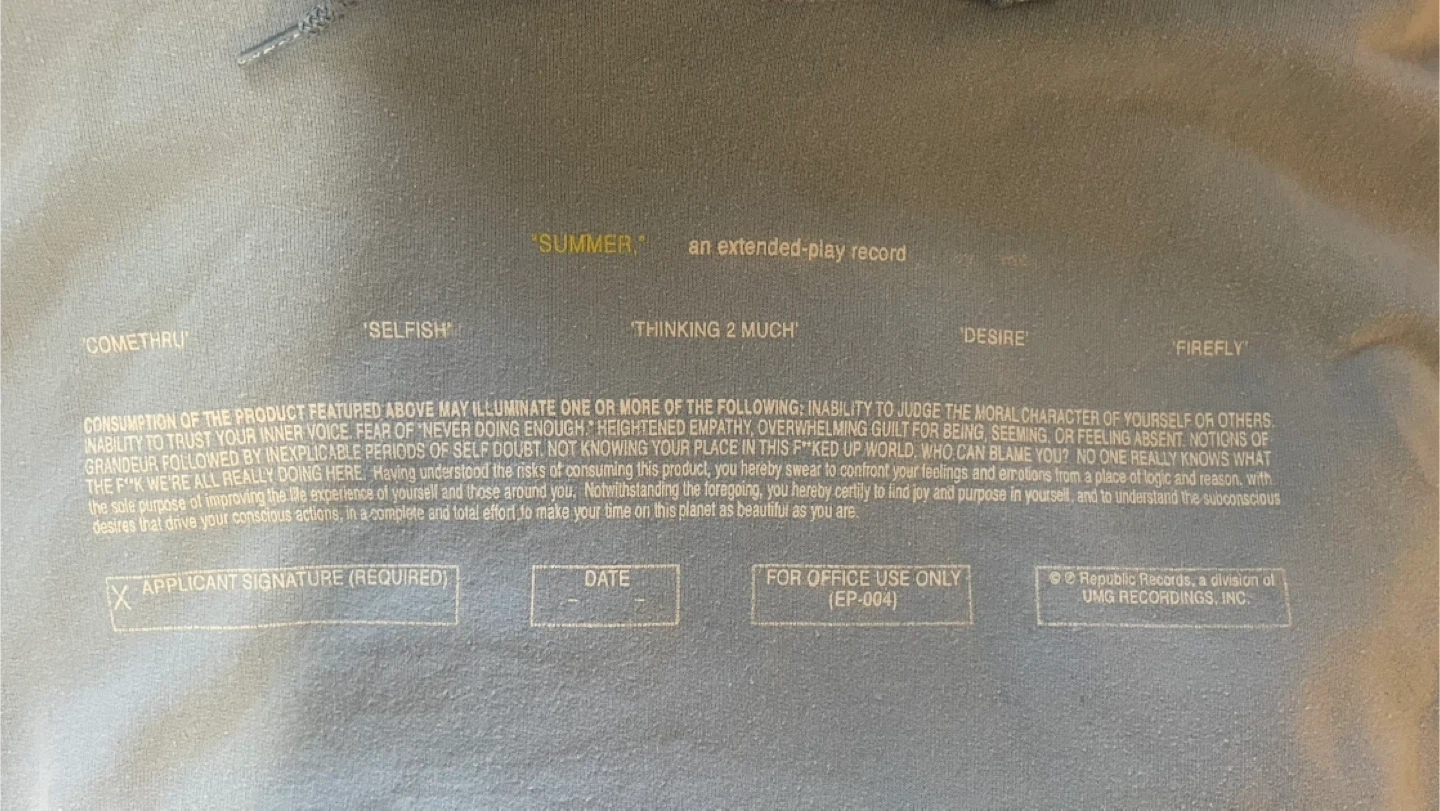 "SUMMER," an extended-play record
'COMETHRU' 'SELFISH' 'THINKING 2 MUCH' 'DESIRE' 'FIREFLY'
CONSUMPTION OF THE PRODUCT FEATURED ABOVE MAY ILLUMINATE ONE OR MORE OF THE FOLLOWING: INABILITY TO JUDGE THE MORAL CHARACTER OF YOURSELF OR OTHERS.
INABILITY TO TRUST YOUR INNER VOICE. FEAR OF "NEVER DOING ENOUGH." HEIGHTENED EMPATHY, OVERWHELMING GUILT FOR BEING, SEEMING, OR FEELING ABSENT. NOTIONS OF
GRANDEUR FOLLOWED BY INEXPLICABLE PERIODS OF SELF DOUBT. NOT KNOWING YOUR PLACE IN THIS F**KED UP WORLD. WHO CAN BLAME YOU? NO ONE REALLY KNOWS WHAT
THE F**K WE'RE ALL REALLY DOING HERE. Having understood the risks of consuming this product, you hereby swear to confront your feelings and emotions from a place of logic and reason, with
the sole purpose of improving the life experience of yourself and those around you. Notwithstanding the foregoing, you hereby certify to find joy and purpose in yourself, and to understand the subconscious
desires that drive your conscious actions, in a complete and total effort to make your time on this planet as beautiful as you are.
X APPLICANT SIGNATURE (REQUIRED)
DATE
– –
FOR OFFICE USE ONLY
(EP-004)
© ℗ Republic Records, a division of
UMG RECORDINGS, INC.